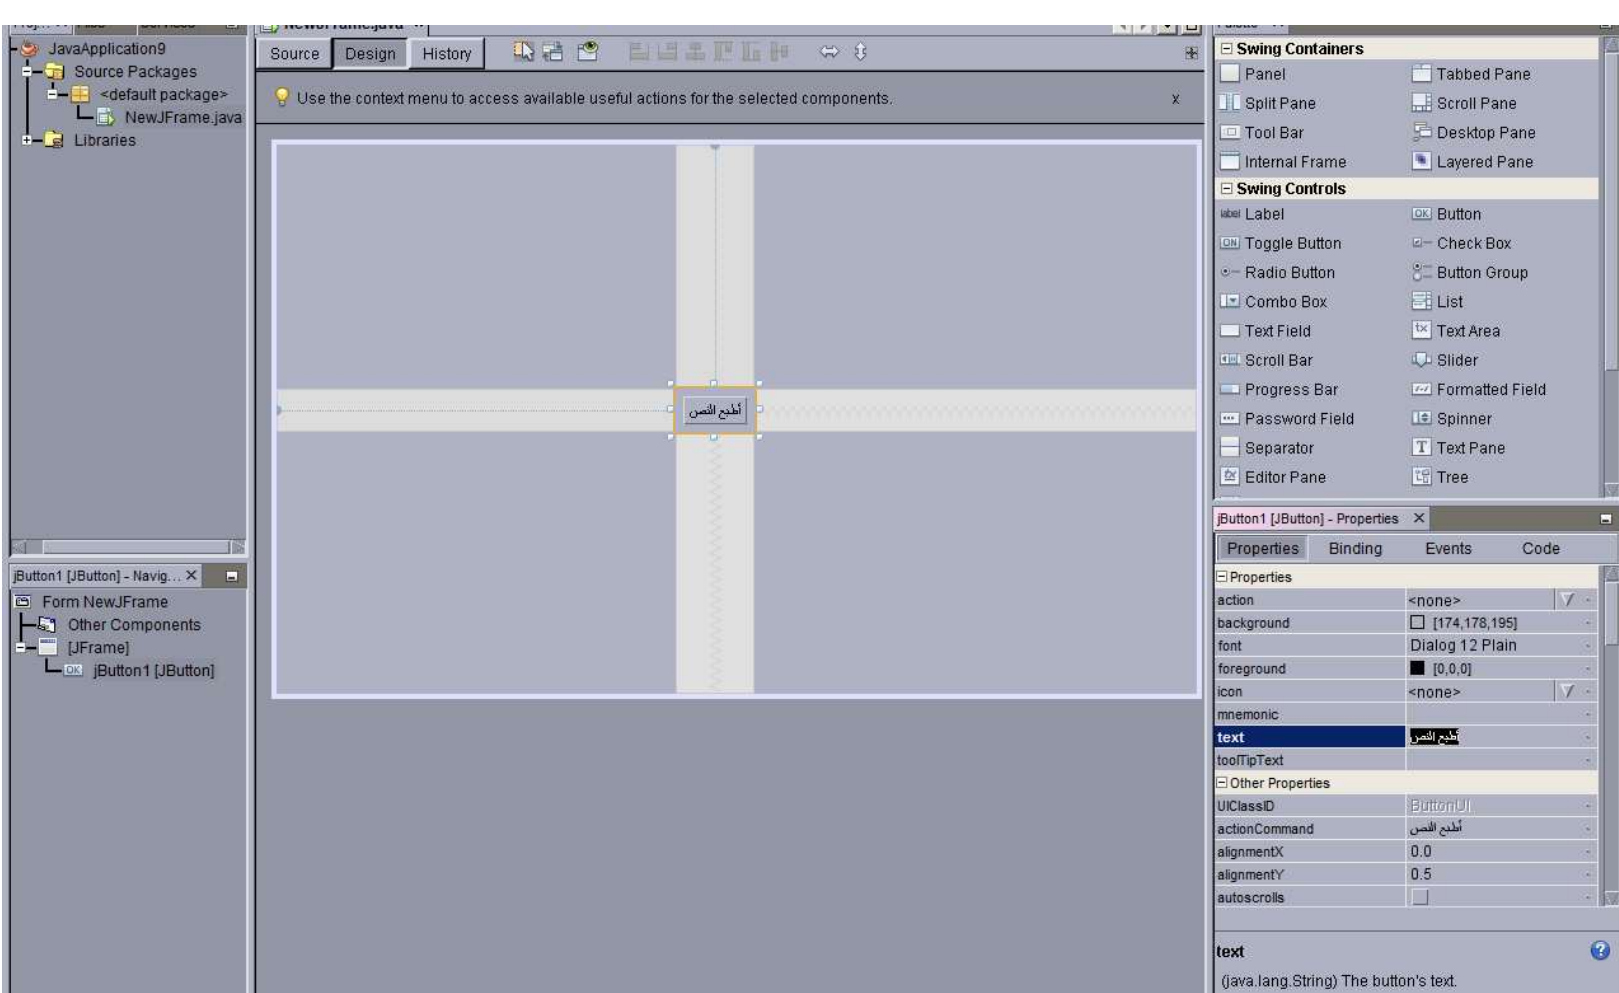 JavaApplication9
Source Packages
<default package>
NewJFrame.java
Libraries
jButton1 [JButton] - Navig...
Form NewJFrame
Other Components
[JFrame]
OK jButton1 [JButton]
NewJFrame.java
Source Design History
Use the context menu to access available useful actions for the selected components. x
أطبع النص
Swing Containers
Panel Tabbed Pane
Split Pane Scroll Pane
Tool Bar Desktop Pane
Internal Frame Layered Pane
Swing Controls
label Label OK Button
ON Toggle Button Check Box
Radio Button Button Group
Combo Box List
Text Field tx Text Area
Scroll Bar Slider
Progress Bar Formatted Field
Password Field Spinner
Separator T Text Pane
Editor Pane Tree
jButton1 [JButton] - Properties
Properties Binding Events Code
Properties
action <none>
background [174,178,195]
font Dialog 12 Plain
foreground [0,0,0]
icon <none>
mnemonic
text أطبع النص
toolTipText
Other Properties
UIClassID ButtonUI
actionCommand أطبع النص
alignmentX 0.0
alignmentY 0.5
autoscrolls
text
(java.lang.String) The button's text.